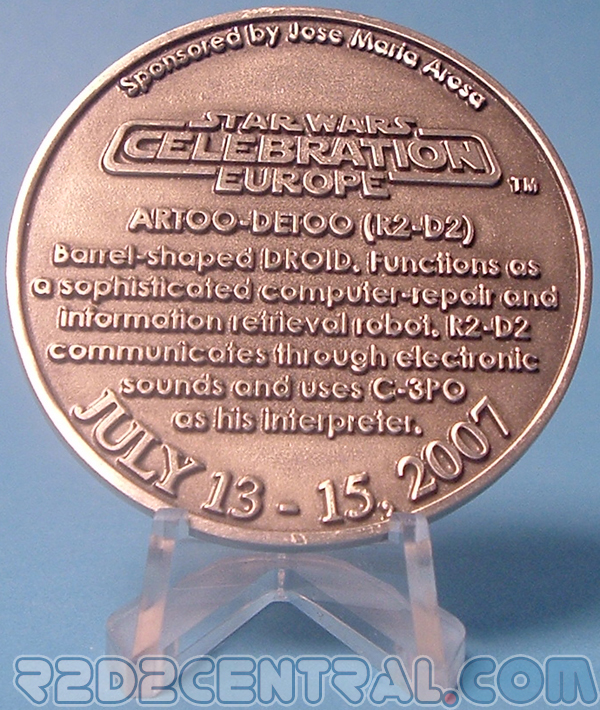 Sponsored by Jose Maria Arosa
STAR WARS
CELEBRATION
EUROPE TM
ARTOO-DETOO (R2-D2)
Barrel-shaped DROID. Functions as
a sophisticated computer-repair and
information retrieval robot. R2-D2
communicates through electronic
sounds and uses C-3PO
as his interpreter.
JULY 13 - 15, 2007
R2D2CENTRAL.COM